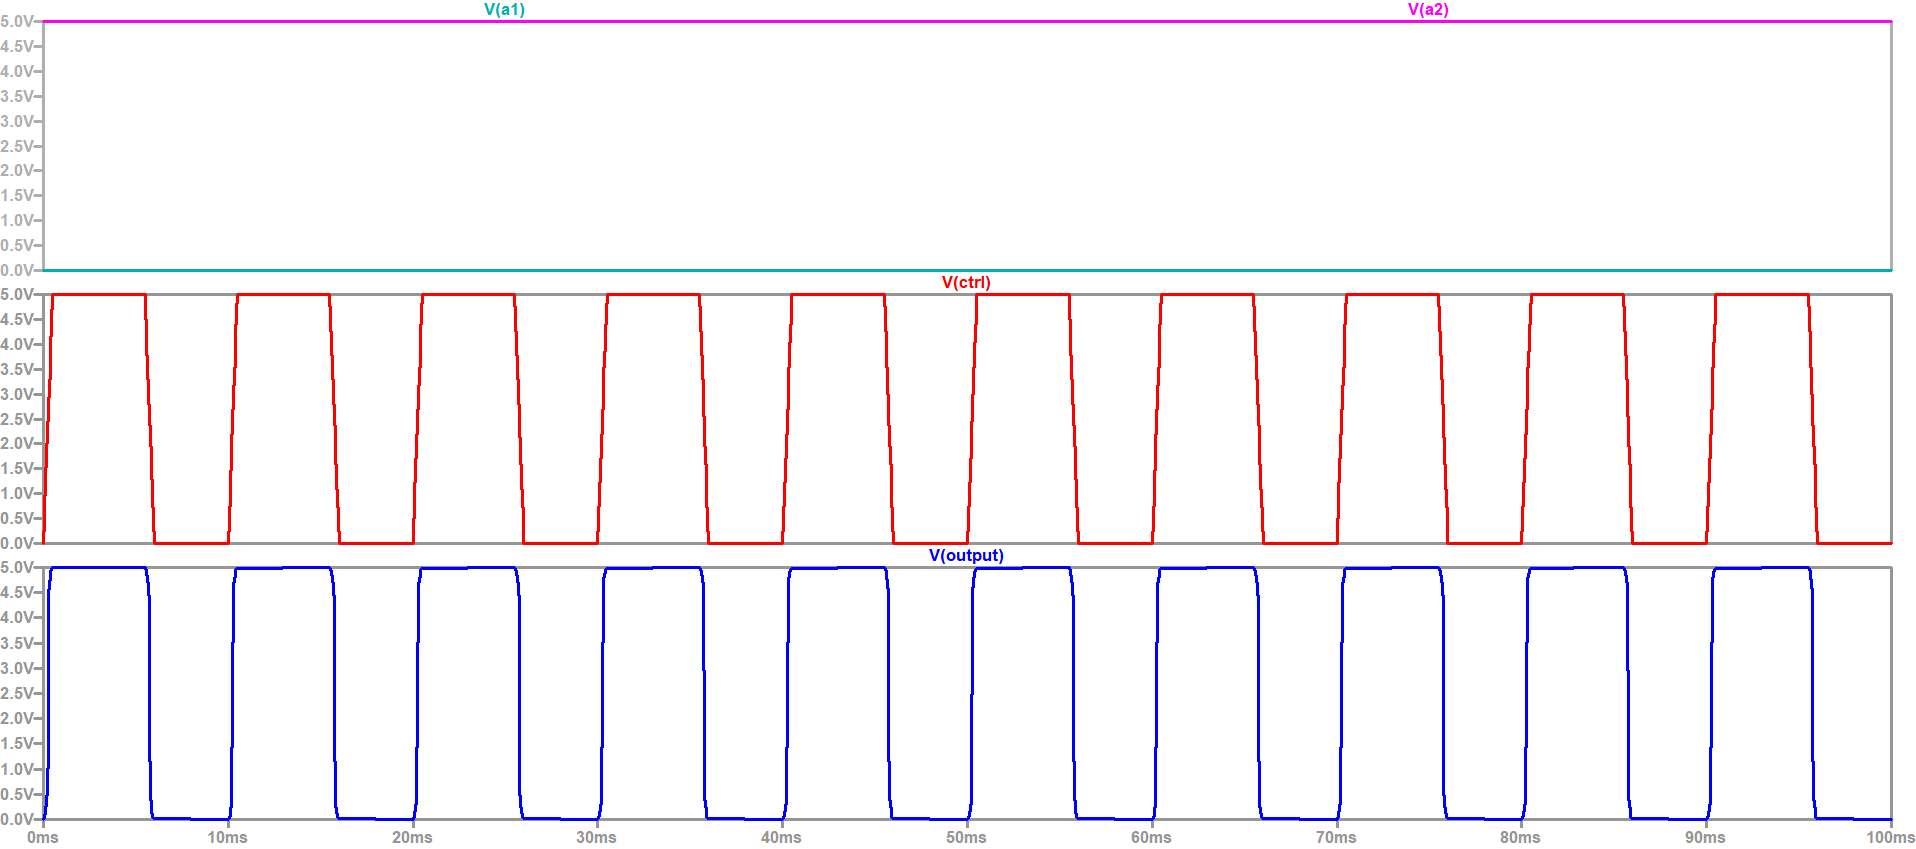 V(a1) V(a2)
5.0V
4.5V
4.0V
3.5V
3.0V
2.5V
2.0V
1.5V
1.0V
0.5V
0.0V
V(ctrl)
5.0V
4.5V
4.0V
3.5V
3.0V
2.5V
2.0V
1.5V
1.0V
0.5V
0.0V
V(output)
5.0V
4.5V
4.0V
3.5V
3.0V
2.5V
2.0V
1.5V
1.0V
0.5V
0.0V
0ms 10ms 20ms 30ms 40ms 50ms 60ms 70ms 80ms 90ms 100ms